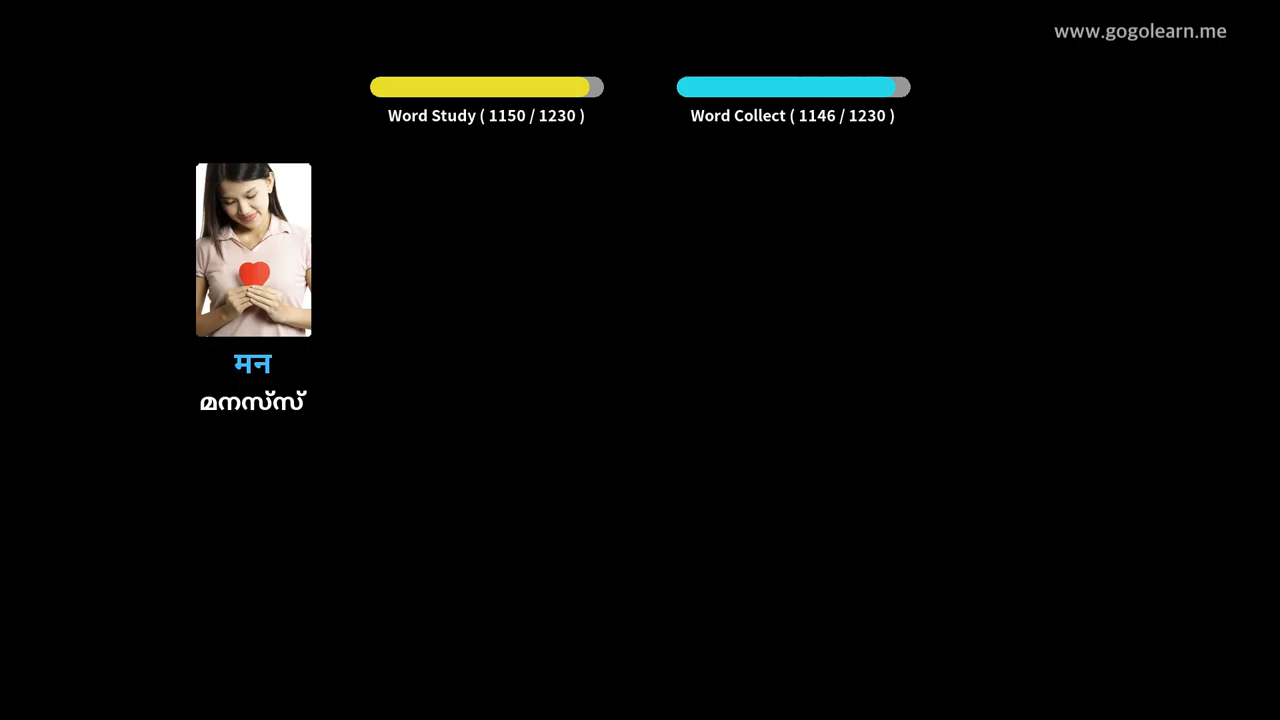 www.gogolearn.me
Word Study ( 1150 / 1230 )
Word Collect ( 1146 / 1230 )
मन
മനസ്സ്